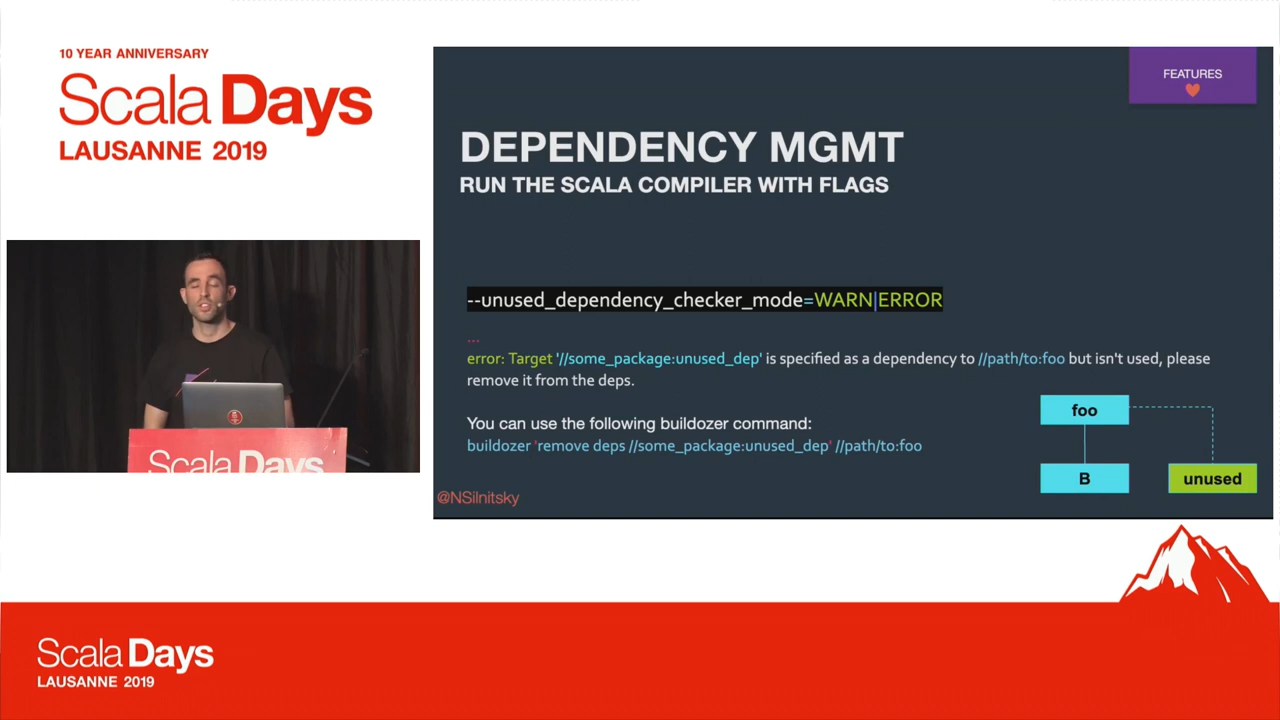 10 YEAR ANNIVERSARY
Scala Days
LAUSANNE 2019
FEATURES
DEPENDENCY MGMT
RUN THE SCALA COMPILER WITH FLAGS
--unused_dependency_checker_mode=WARN|ERROR
...
error: Target '//some_package:unused_dep' is specified as a dependency to //path/to:foo but isn't used, please
remove it from the deps.
You can use the following buildozer command:
buildozer 'remove deps //some_package:unused_dep' //path/to:foo
foo
B
unused
@NSilnitsky
Scala Days
Scala Days
LAUSANNE 2019